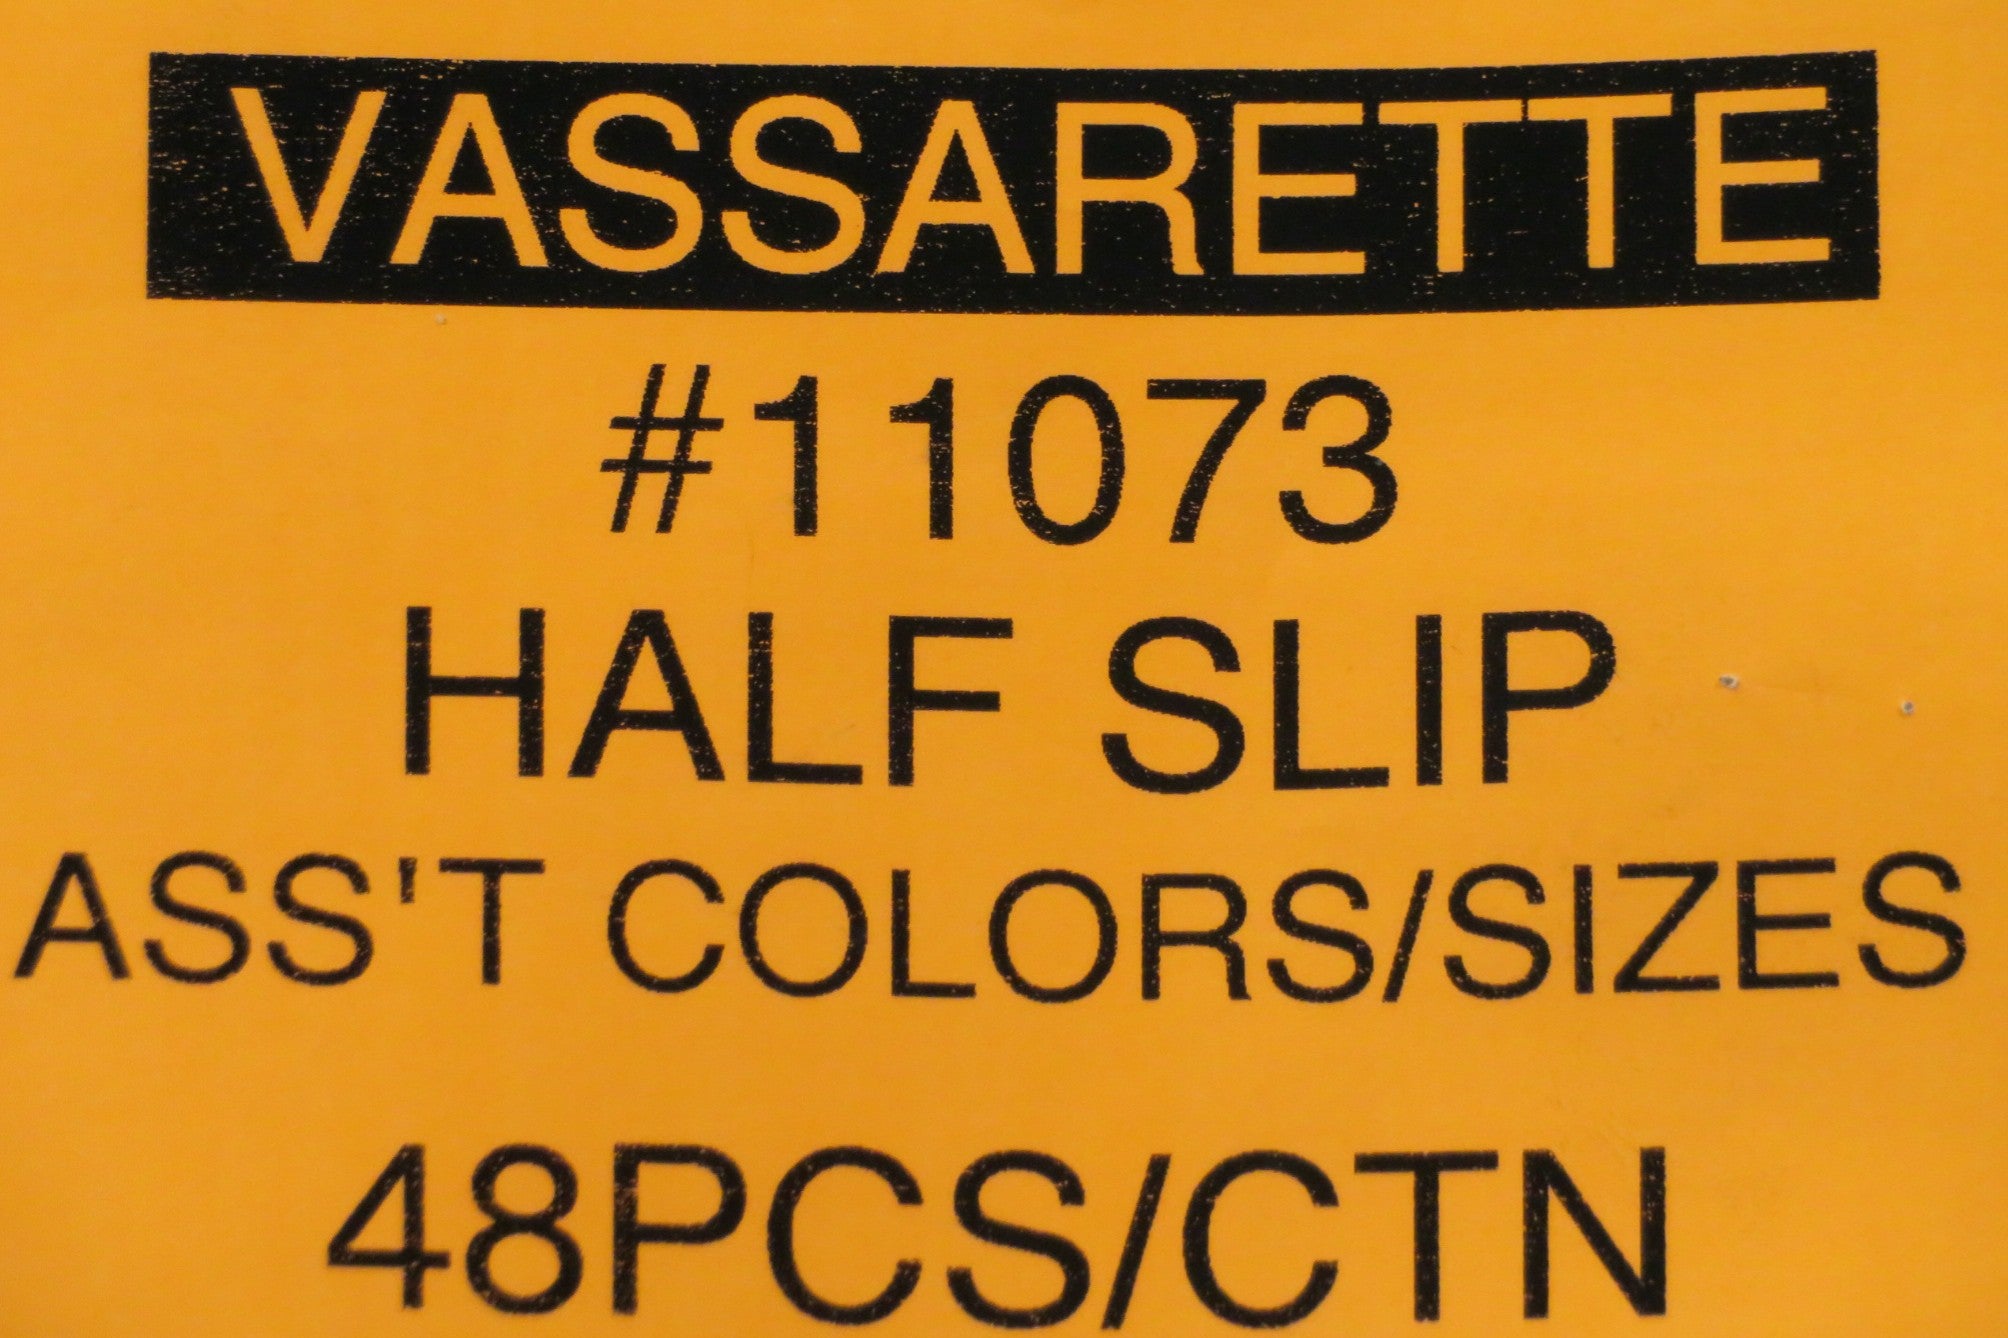 VASSARETTE
#11073
HALF SLIP
ASS'T COLORS/SIZES
48PCS/CTN